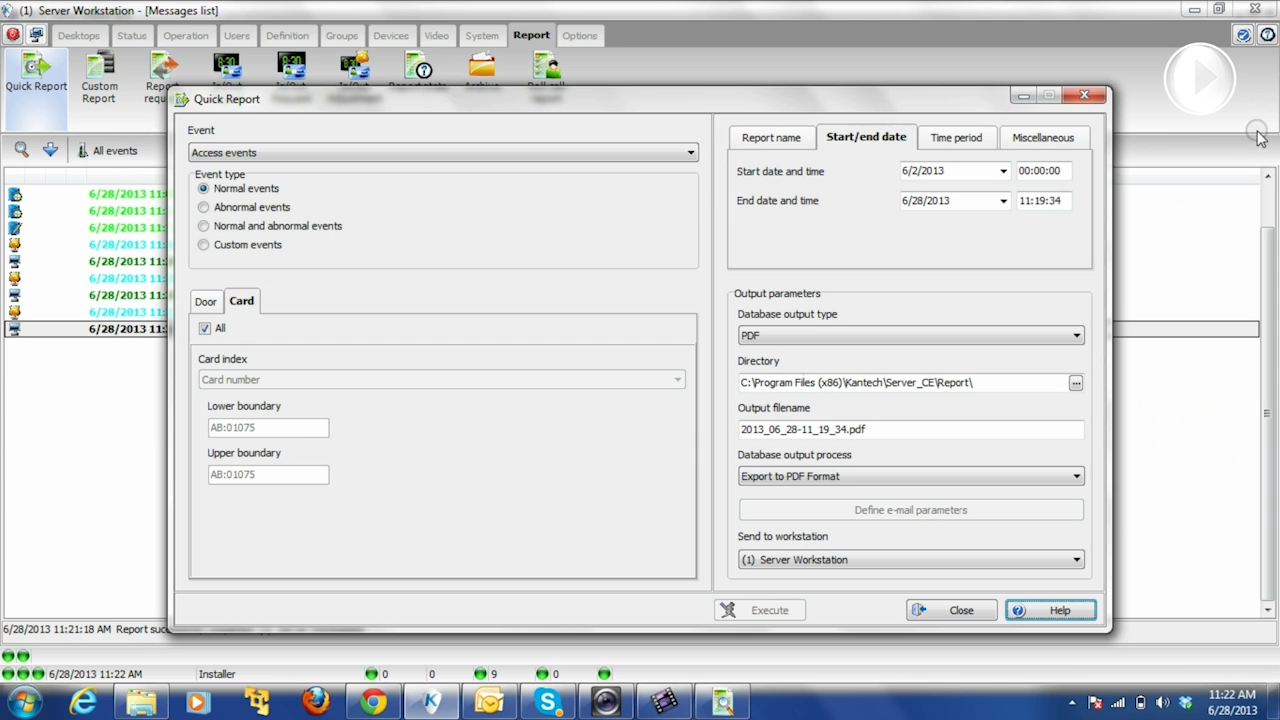 (1) Server Workstation - [Messages list]
Desktops Status Operation Users Definition Groups Devices Video System Report Options
Quick Report
Custom Report
Report
Quick Report
All events
6/28/2013 11:
6/28/2013 11:
6/28/2013 11:
6/28/2013 11:
6/28/2013 11:
6/28/2013 11:
6/28/2013 11:
6/28/2013 11:
6/28/2013 11:
Event
Access events
Event type
Normal events
Abnormal events
Normal and abnormal events
Custom events
Door Card
All
Card index
Card number
Lower boundary
AB:01075
Upper boundary
AB:01075
Report name Start/end date Time period Miscellaneous
Start date and time 6/2/2013 00:00:00
End date and time 6/28/2013 11:19:34
Output parameters
Database output type
PDF
Directory
C:\Program Files (x86)\Kantech\Server_CE\Report\
Output filename
2013_06_28-11_19_34.pdf
Database output process
Export to PDF Format
Define e-mail parameters
Send to workstation
(1) Server Workstation
Execute Close Help
6/28/2013 11:21:18 AM Report
6/28/2013 11:22 AM Installer 0 0 9 0
11:22 AM
6/28/2013